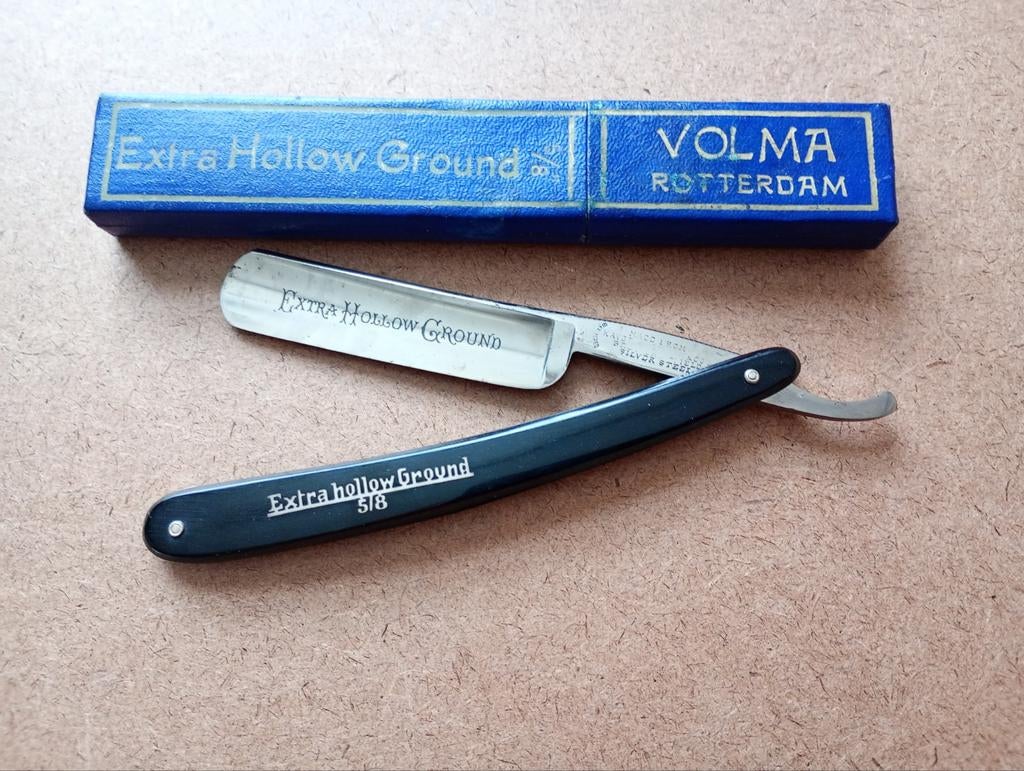 Extra Hollow Ground 5/8
VOLMA
ROTTERDAM
EXTRA HOLLOW GROUND
SILVER STEEL
Extra hollow Ground
5/8